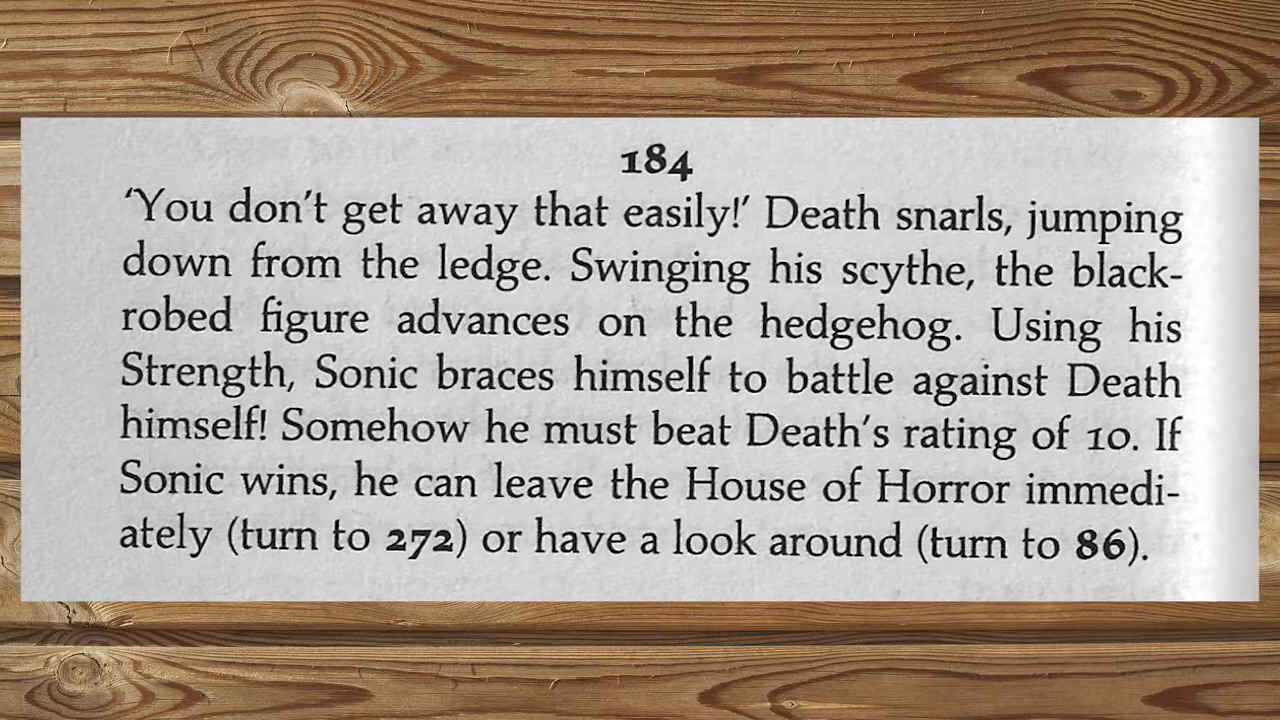 184
‘You don’t get away that easily!’ Death snarls, jumping
down from the ledge. Swinging his scythe, the black-
robed figure advances on the hedgehog. Using his
Strength, Sonic braces himself to battle against Death
himself! Somehow he must beat Death’s rating of 10. If
Sonic wins, he can leave the House of Horror immedi-
ately (turn to 272) or have a look around (turn to 86).